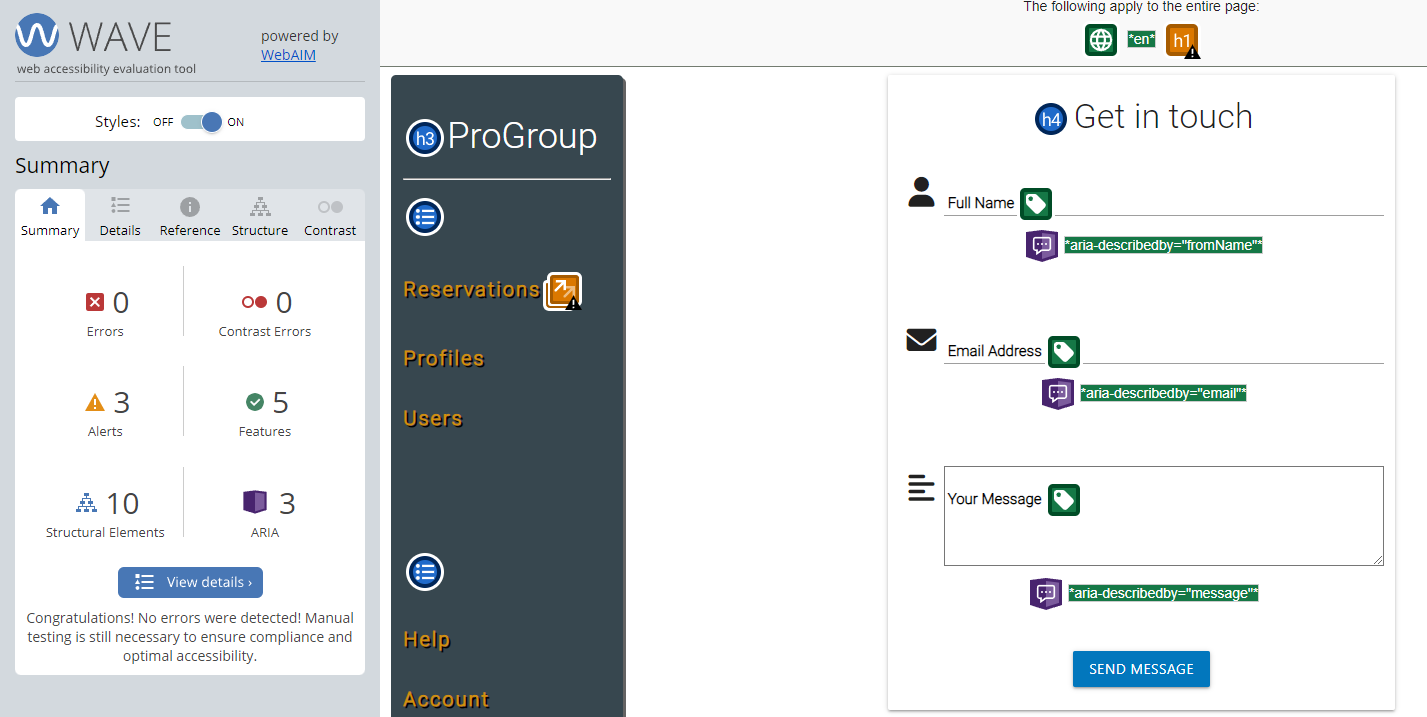 WAVE
web accessibility evaluation tool
powered by
WebAIM
Styles: OFF ON
Summary
Summary Details Reference Structure Contrast
0 0
Errors Contrast Errors
3 5
Alerts Features
10 3
Structural Elements ARIA
View details ›
Congratulations! No errors were detected! Manual
testing is still necessary to ensure compliance and
optimal accessibility.
The following apply to the entire page:
*en* h1
h3 ProGroup
Reservations
Profiles
Users
Help
Account
h4 Get in touch
Full Name
*aria-describedby="fromName"*
Email Address
*aria-describedby="email"*
Your Message
*aria-describedby="message"*
SEND MESSAGE